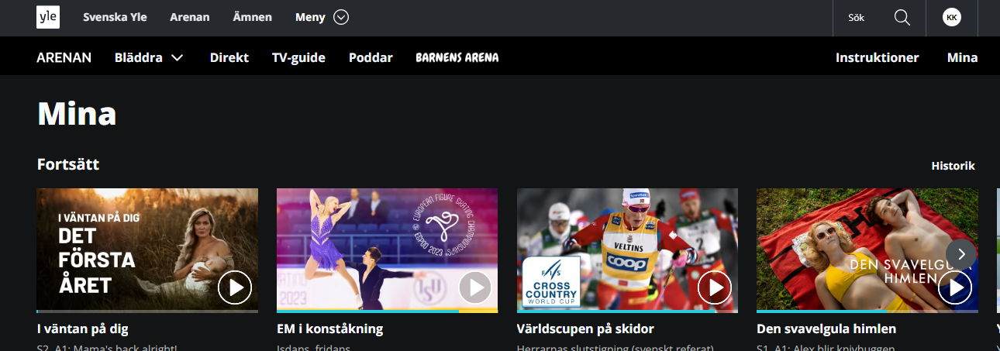 yle Svenska Yle Arenan Ämnen Meny Sök KK
ARENAN Bläddra Direkt TV-guide Poddar BARNENS ARENA Instruktioner Mina
Mina
Fortsätt Historik
I VÄNTAN PÅ DIG
DET
FÖRSTA
ÅRET
EUROPEAN FIGURE SKATING CHAMPIONSHIPS
ESPOO 2023
2023
ISU
VELTINS
coop
FIS
CROSS
COUNTRY
WORLD CUP
DEN SVAVELGULA
HIMLEN
I väntan på dig EM i konståkning Världscupen på skidor Den svavelgula himlen
S2, A1: Mama's back alright! Isdans, fridans Herrarnas slutstigning (svenskt referat) S1, A1: Alex blir knivhuggen